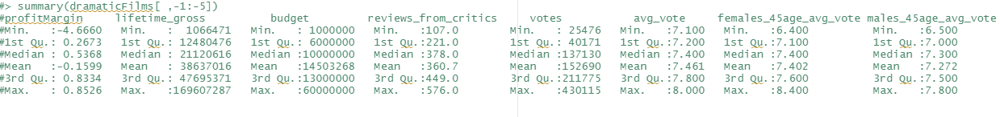 #> summary(dramaticFilms[ ,-1:-5])
#profitMargin lifetime_gross budget reviews_from_critics votes avg_vote females_45age_avg_vote males_45age_avg_vote
#Min. :-4.6660 Min. : 1066471 Min. : 1000000 Min. :107.0 Min. : 25476 Min. :7.100 Min. :6.400 Min. :6.500
#1st Qu.: 0.2673 1st Qu.: 12480476 1st Qu.: 6000000 1st Qu.:221.0 1st Qu.: 40171 1st Qu.:7.200 1st Qu.:7.100 1st Qu.:7.000
#Median : 0.5368 Median : 21120616 Median :10000000 Median :378.0 Median :137130 Median :7.400 Median :7.400 Median :7.300
#Mean :-0.1599 Mean : 38637016 Mean :14503268 Mean :360.7 Mean :152690 Mean :7.461 Mean :7.402 Mean :7.272
#3rd Qu.: 0.8334 3rd Qu.: 47695371 3rd Qu.:13000000 3rd Qu.:449.0 3rd Qu.:211775 3rd Qu.:7.800 3rd Qu.:7.600 3rd Qu.:7.500
#Max. : 0.8526 Max. :169607287 Max. :60000000 Max. :576.0 Max. :430115 Max. :8.000 Max. :8.400 Max. :7.800